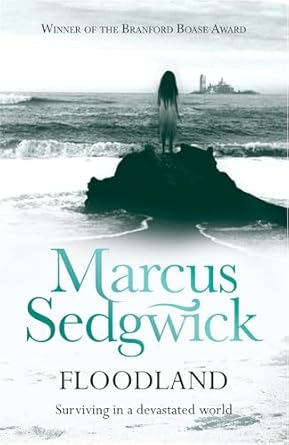 WINNER OF THE BRANFORD BOASE AWARD
Marcus
Sedgwick
FLOODLAND
Surviving in a devastated world